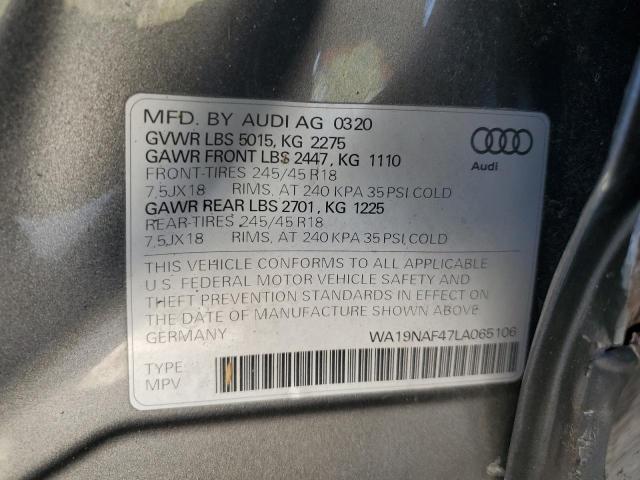 MFD. BY AUDI AG 0320
GVWR LBS 5015, KG 2275
GAWR FRONT LBS 2447, KG 1110
FRONT-TIRES 245/45 R18
7,5JX18 RIMS, AT 240 KPA 35 PSI, COLD
GAWR REAR LBS 2701, KG 1225
REAR-TIRES 245/45 R18
7,5JX18 RIMS, AT 240 KPA 35 PSI, COLD
Audi
THIS VEHICLE CONFORMS TO ALL APPLICABLE
U.S. FEDERAL MOTOR VEHICLE SAFETY AND
THEFT PREVENTION STANDARDS IN EFFECT ON
THE DATE OF MANUFACTURE SHOWN ABOVE
GERMANY WA19NAF47LA065106
TYPE
MPV